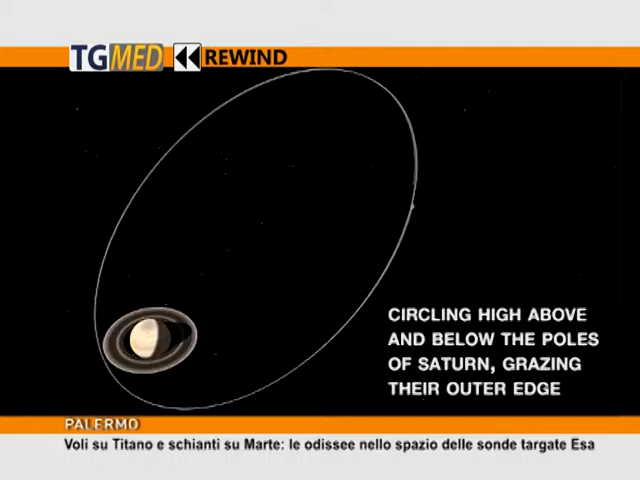 TGMED REWIND
CIRCLING HIGH ABOVE
AND BELOW THE POLES
OF SATURN, GRAZING
THEIR OUTER EDGE
PALERMO
Voli su Titano e schianti su Marte: le odissee nello spazio delle sonde targate Esa